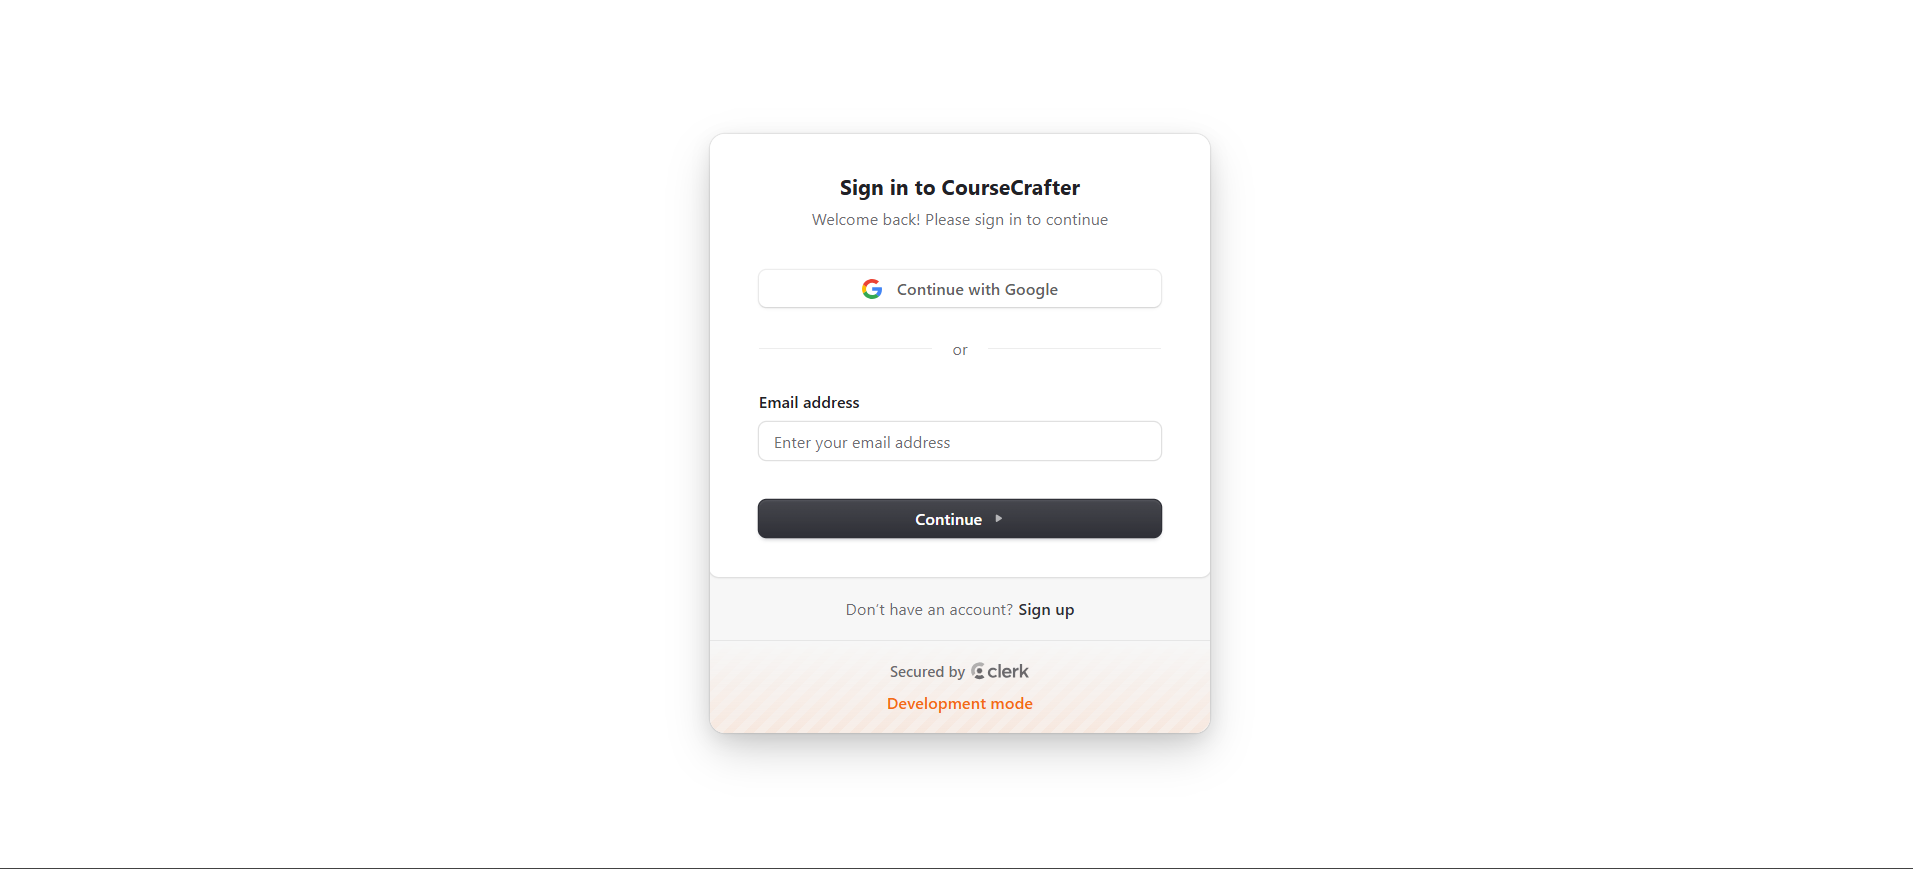 Sign in to CourseCrafter
Welcome back! Please sign in to continue
Continue with Google
or
Email address
Enter your email address
Continue
Don’t have an account? Sign up
Secured by clerk
Development mode